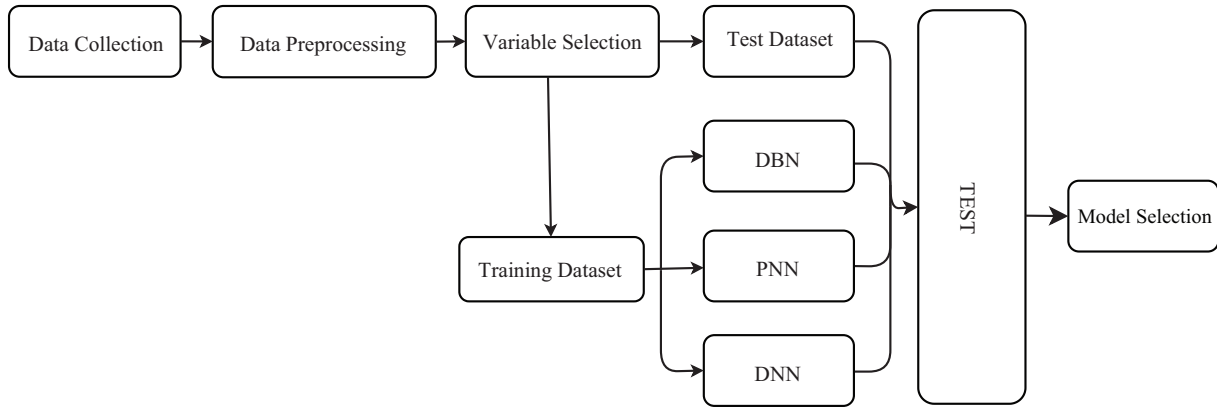 Data Collection
Data Preprocessing
Variable Selection
Test Dataset
DBN
TEST
Model Selection
Training Dataset
PNN
DNN